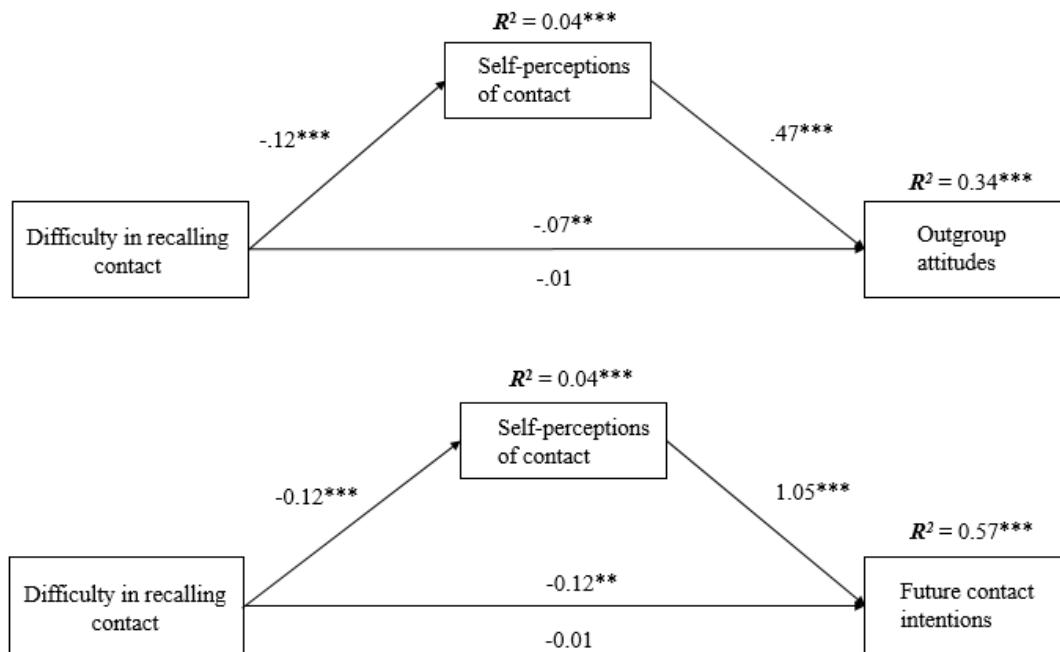 R² = 0.04***
Self-perceptions
of contact
-.12***
.47***
R² = 0.34***
Difficulty in recalling
contact
-.07**
-.01
Outgroup
attitudes
R² = 0.04***
Self-perceptions
of contact
-0.12***
1.05***
R² = 0.57***
Difficulty in recalling
contact
-0.12**
-0.01
Future contact
intentions